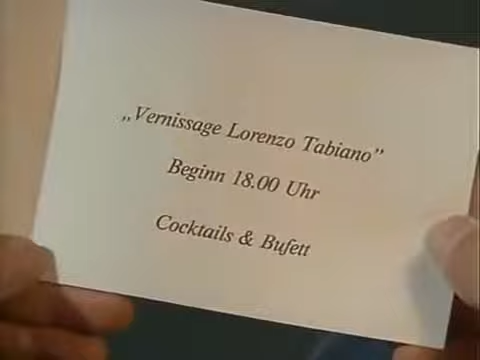 „Vernissage Lorenzo Tabiano”
Beginn 18.00 Uhr
Cocktails & Bufett